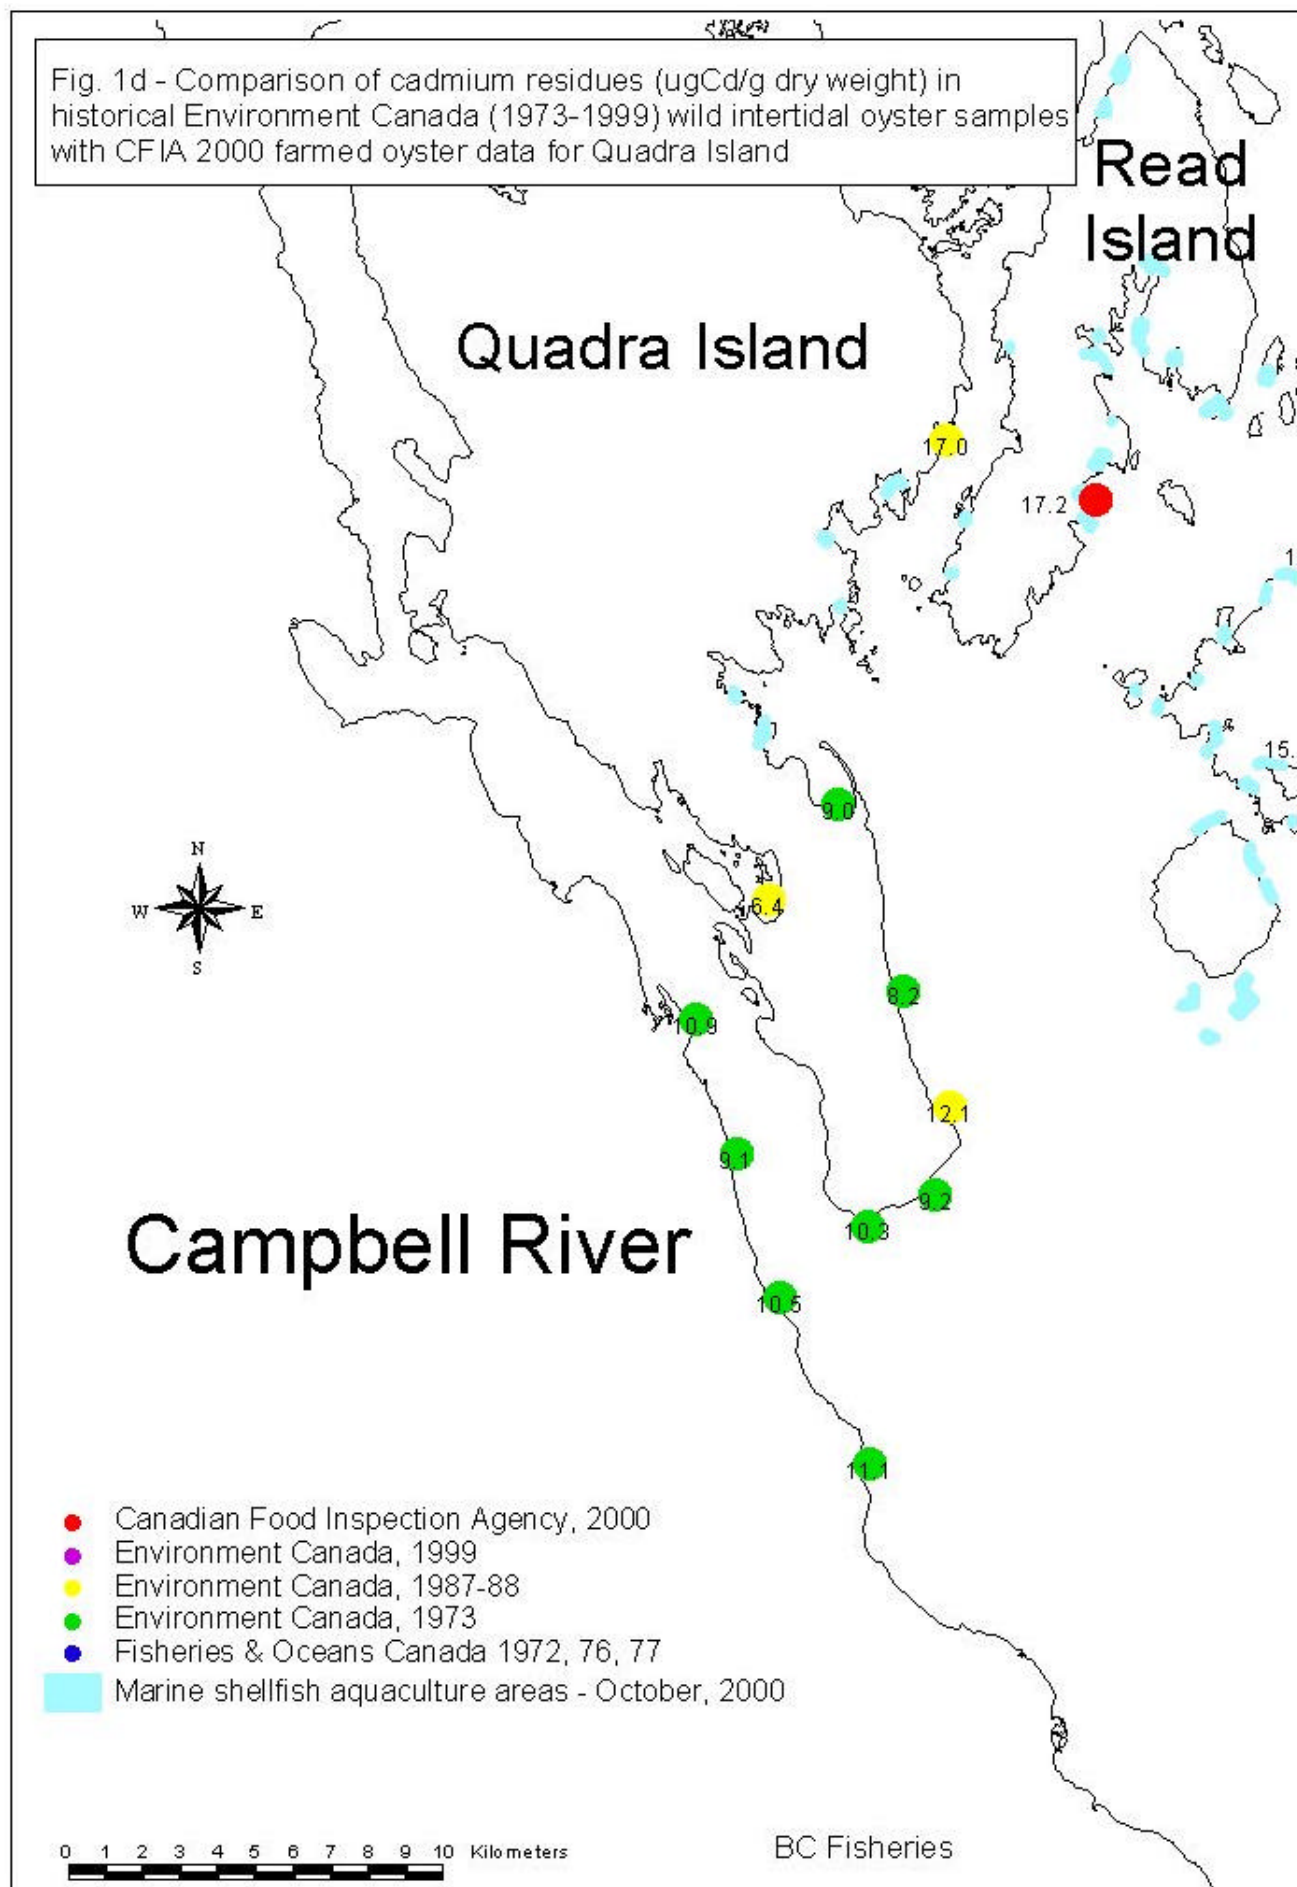 Fig. 1d - Comparison of cadmium residues (ugCd/g dry weight) in
historical Environment Canada (1973-1999) wild intertidal oyster samples
with CFIA 2000 farmed oyster data for Quadra Island
Read
Island
Quadra Island
17.0
17.2
1
15.
9.0
N
W E
S
6.4
8.2
10.9
12.1
9.1
9.2
10.3
Campbell River
10.5
11.1
Canadian Food Inspection Agency, 2000
Environment Canada, 1999
Environment Canada, 1987-88
Environment Canada, 1973
Fisheries & Oceans Canada 1972, 76, 77
Marine shellfish aquaculture areas - October, 2000
0 1 2 3 4 5 6 7 8 9 10 Kilometers
BC Fisheries